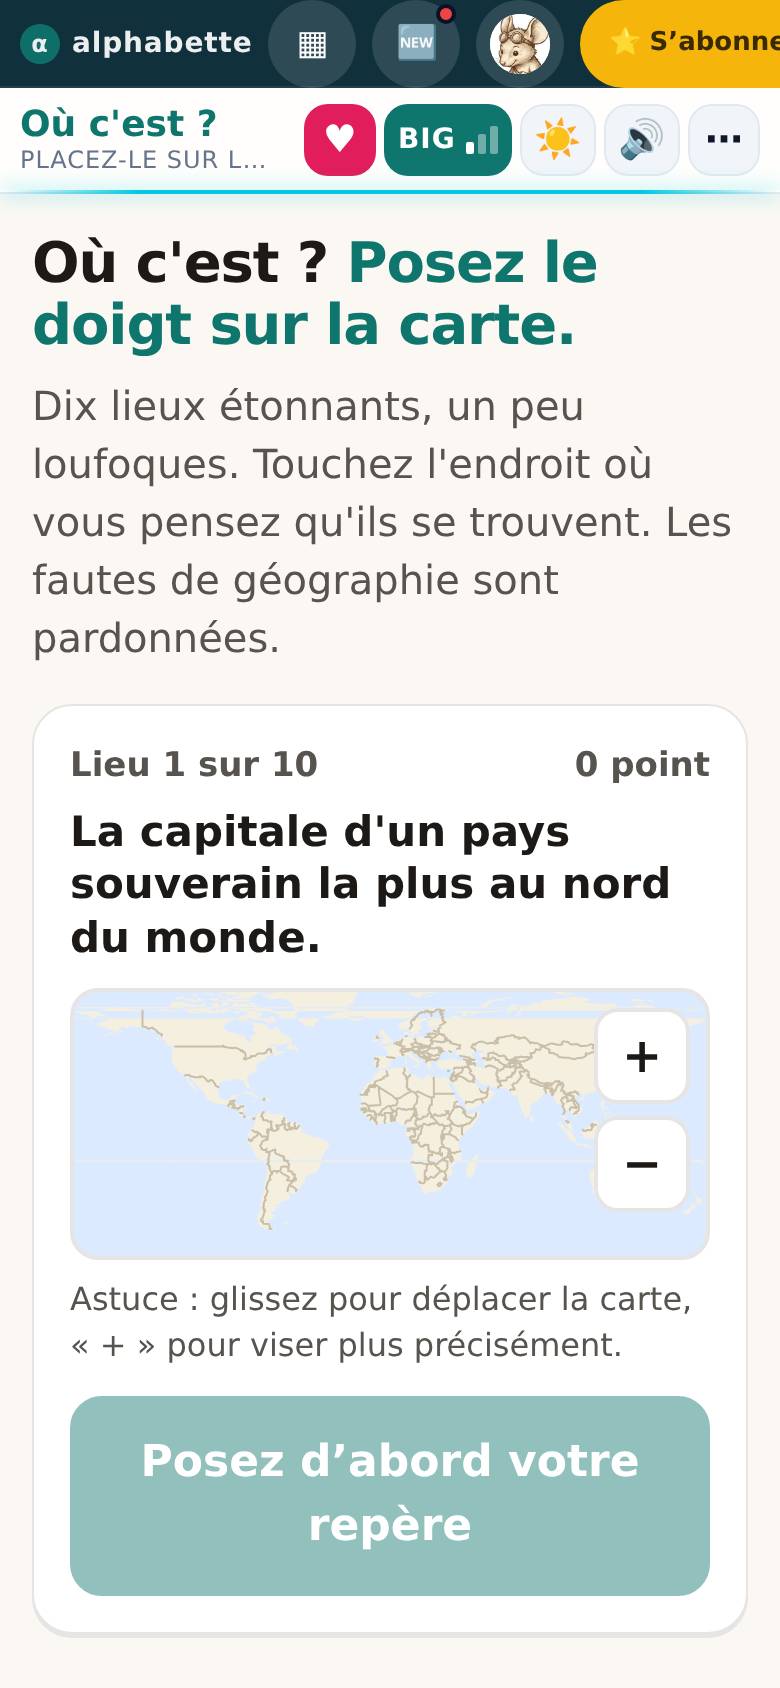 α alphabette NEW ⭐ S’abonne
Où c'est ?
PLACEZ-LE SUR L...
BIG
Où c'est ? Posez le
doigt sur la carte.
Dix lieux étonnants, un peu
loufoques. Touchez l'endroit où
vous pensez qu'ils se trouvent. Les
fautes de géographie sont
pardonnées.
Lieu 1 sur 10 0 point
La capitale d'un pays
souverain la plus au nord
du monde.
+
−
Astuce : glissez pour déplacer la carte,
« + » pour viser plus précisément.
Posez d’abord votre
repère